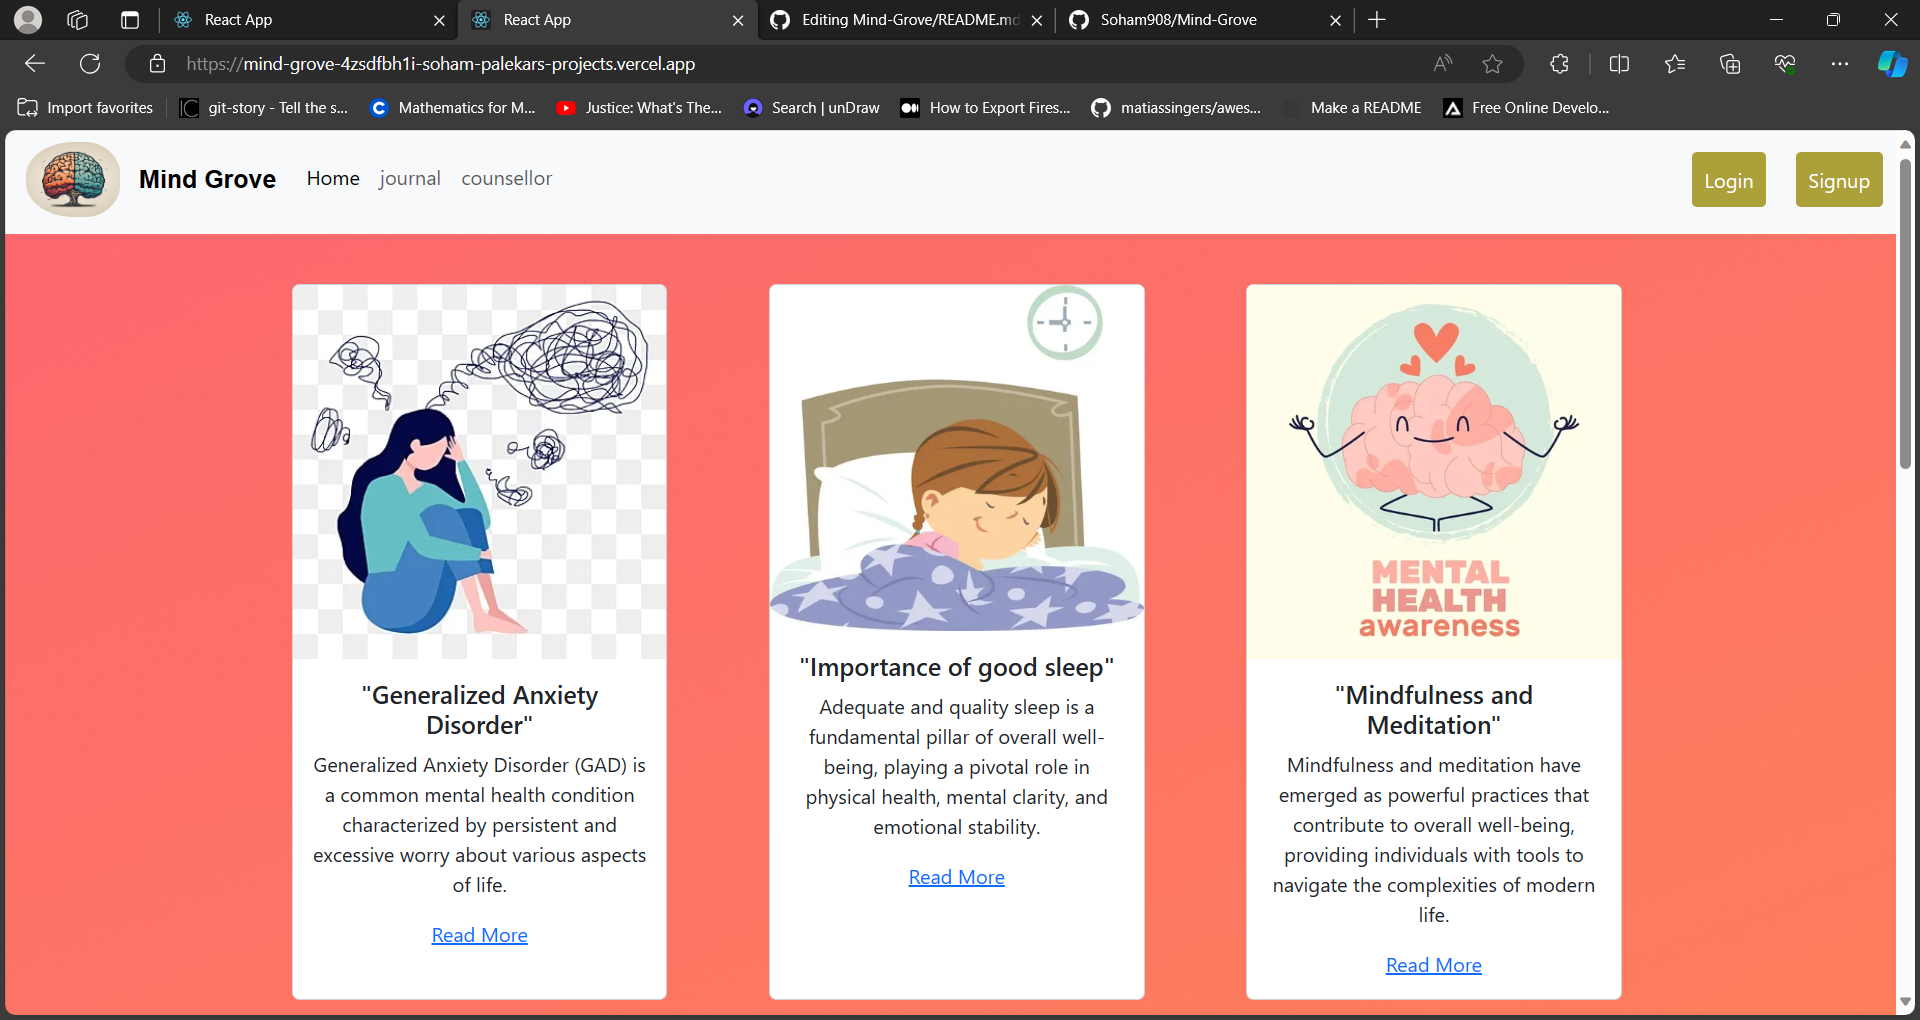 React App
React App
Editing Mind-Grove/README.md
Soham908/Mind-Grove
https://mind-grove-4zsdfbh1i-soham-palekars-projects.vercel.app
Import favorites
git-story - Tell the s...
Mathematics for M...
Justice: What's The...
Search | unDraw
How to Export Fires...
matiassingers/awes...
Make a README
Free Online Develo...
Mind Grove
Home
journal
counsellor
Login
Signup
"Generalized Anxiety
Disorder"
Generalized Anxiety Disorder (GAD) is
a common mental health condition
characterized by persistent and
excessive worry about various aspects
of life.
Read More
"Importance of good sleep"
Adequate and quality sleep is a
fundamental pillar of overall well-
being, playing a pivotal role in
physical health, mental clarity, and
emotional stability.
Read More
MENTAL
HEALTH
awareness
"Mindfulness and
Meditation"
Mindfulness and meditation have
emerged as powerful practices that
contribute to overall well-being,
providing individuals with tools to
navigate the complexities of modern
life.
Read More